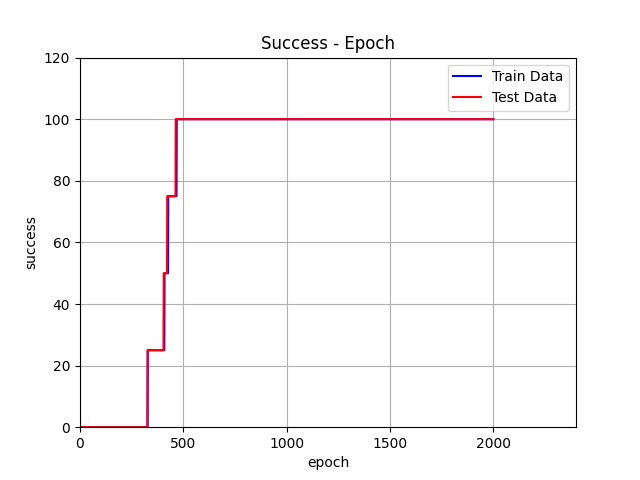 Success - Epoch
Train Data
Test Data
120
100
80
60
40
20
0
success
0 500 1000 1500 2000
epoch